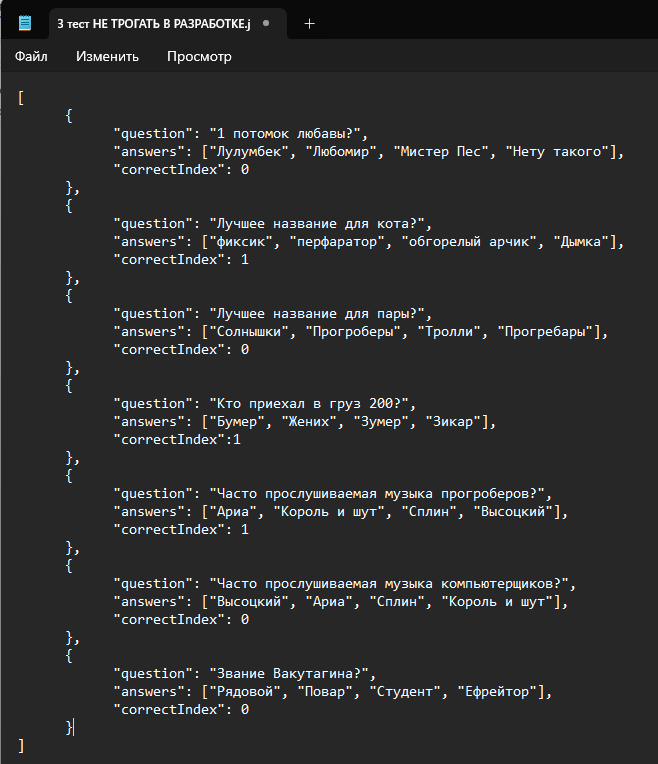 3 тест НЕ ТРОГАТЬ В РАЗРАБОТКЕ.j
Файл Изменить Просмотр
[
{
"question": "1 потомок любавы?",
"answers": ["Лулумбек", "Любомир", "Мистер Пес", "Нету такого"],
"correctIndex": 0
},
{
"question": "Лучшее название для кота?",
"answers": ["фиксик", "перфаратор", "обгорелый арчик", "Дымка"],
"correctIndex": 1
},
{
"question": "Лучшее название для пары?",
"answers": ["Солнышки", "Прогроберы", "Тролли", "Прогребары"],
"correctIndex": 0
},
{
"question": "Кто приехал в груз 200?",
"answers": ["Бумер", "Жених", "Зумер", "Зикар"],
"correctIndex":1
},
{
"question": "Часто прослушиваемая музыка прогроберов?",
"answers": ["Ариа", "Король и шут", "Сплин", "Высоцкий"],
"correctIndex": 1
},
{
"question": "Часто прослушиваемая музыка компьютерщиков?",
"answers": ["Высоцкий", "Ариа", "Сплин", "Король и шут"],
"correctIndex": 0
},
{
"question": "Звание Вакутагина?",
"answers": ["Рядовой", "Повар", "Студент", "Ефрейтор"],
"correctIndex": 0
}
]